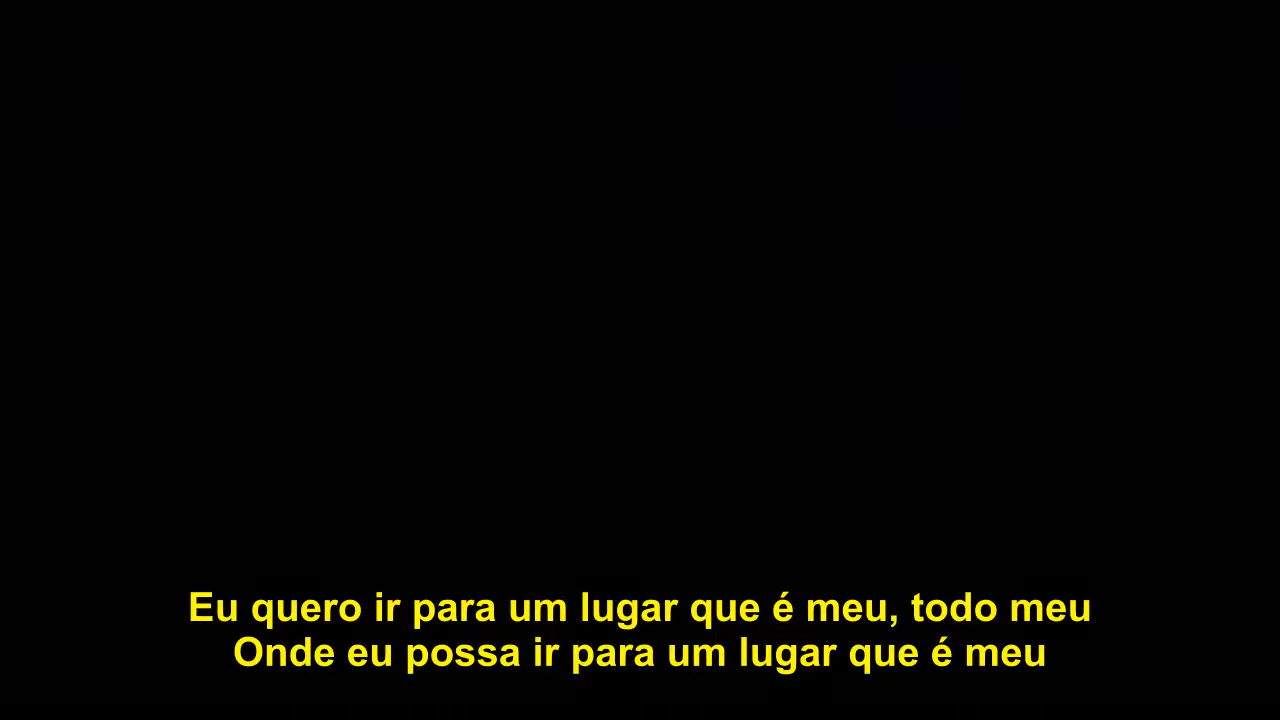 Eu quero ir para um lugar que é meu, todo meu
Onde eu possa ir para um lugar que é meu